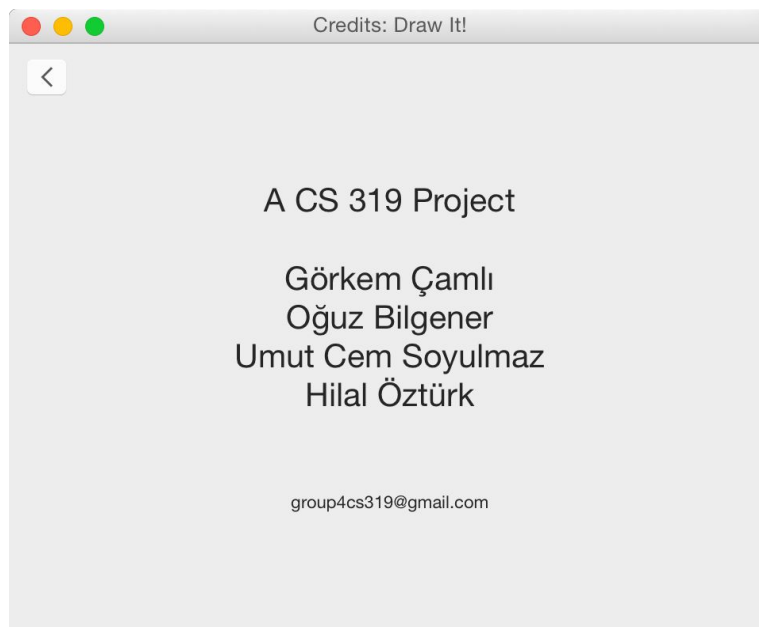 Credits: Draw It!
A CS 319 Project
Görkem Çamlı
Oğuz Bilgener
Umut Cem Soyulmaz
Hilal Öztürk
group4cs319@gmail.com